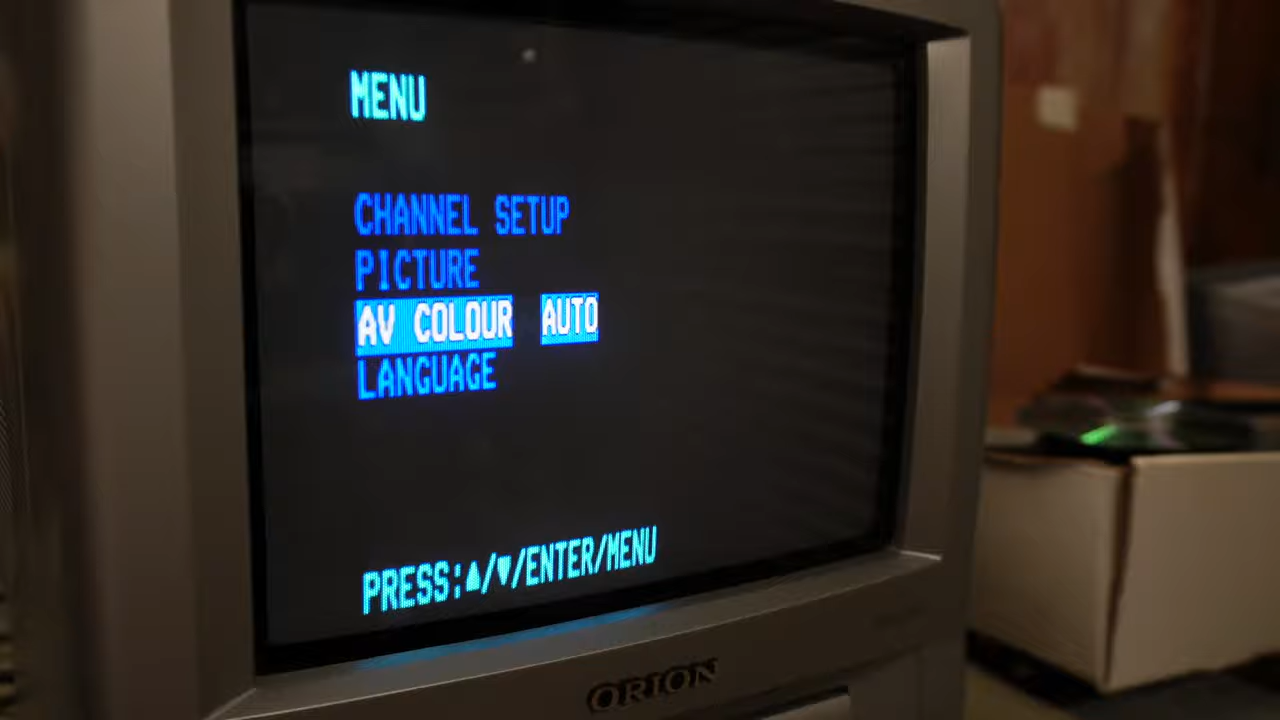 MENU
CHANNEL SETUP
PICTURE
AV COLOUR AUTO
LANGUAGE
PRESS:▲/▼/ENTER/MENU
ORION